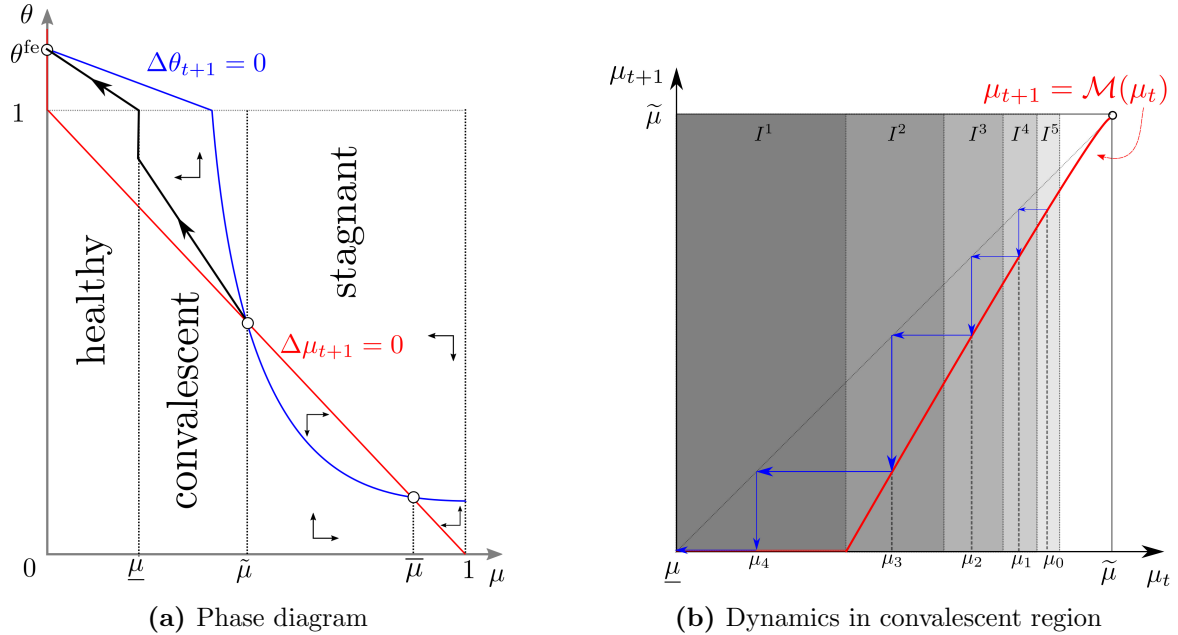 θ
θ^fe
Δθ_{t+1} = 0
1
healthy
convalescent
stagnant
Δμ_{t+1} = 0
0
μ̲
μ̃
μ̅
1
μ
(a) Phase diagram
μ_{t+1}
μ_{t+1} = ℳ(μ_t)
μ̃
I^1
I^2
I^3
I^4
I^5
μ̲
μ_4
μ_3
μ_2
μ_1
μ_0
μ̃
μ_t
(b) Dynamics in convalescent region